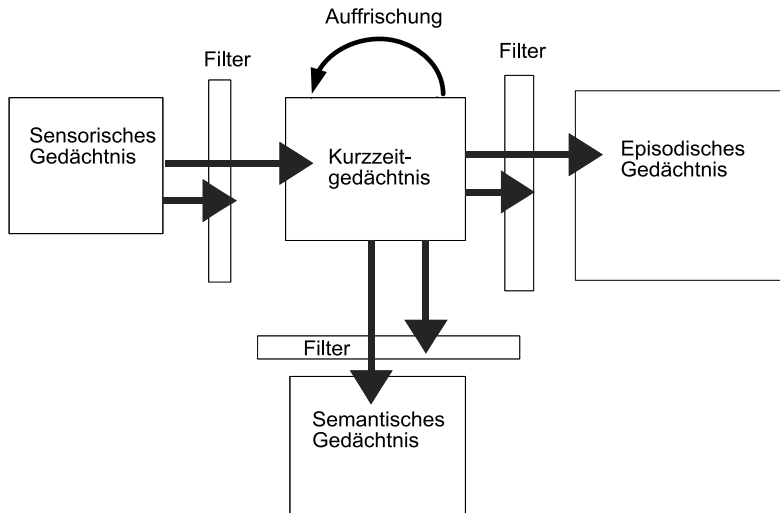 Auffrischung
Filter
Filter
Sensorisches
Gedächtnis
Kurzzeit-
gedächtnis
Episodisches
Gedächtnis
Filter
Semantisches
Gedächtnis